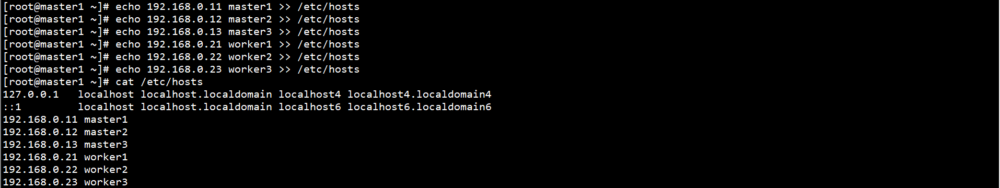 [root@master1 ~]# echo 192.168.0.11 master1 >> /etc/hosts
[root@master1 ~]# echo 192.168.0.12 master2 >> /etc/hosts
[root@master1 ~]# echo 192.168.0.13 master3 >> /etc/hosts
[root@master1 ~]# echo 192.168.0.21 worker1 >> /etc/hosts
[root@master1 ~]# echo 192.168.0.22 worker2 >> /etc/hosts
[root@master1 ~]# echo 192.168.0.23 worker3 >> /etc/hosts
[root@master1 ~]# cat /etc/hosts
127.0.0.1   localhost localhost.localdomain localhost4 localhost4.localdomain4
::1         localhost localhost.localdomain localhost6 localhost6.localdomain6
192.168.0.11 master1
192.168.0.12 master2
192.168.0.13 master3
192.168.0.21 worker1
192.168.0.22 worker2
192.168.0.23 worker3